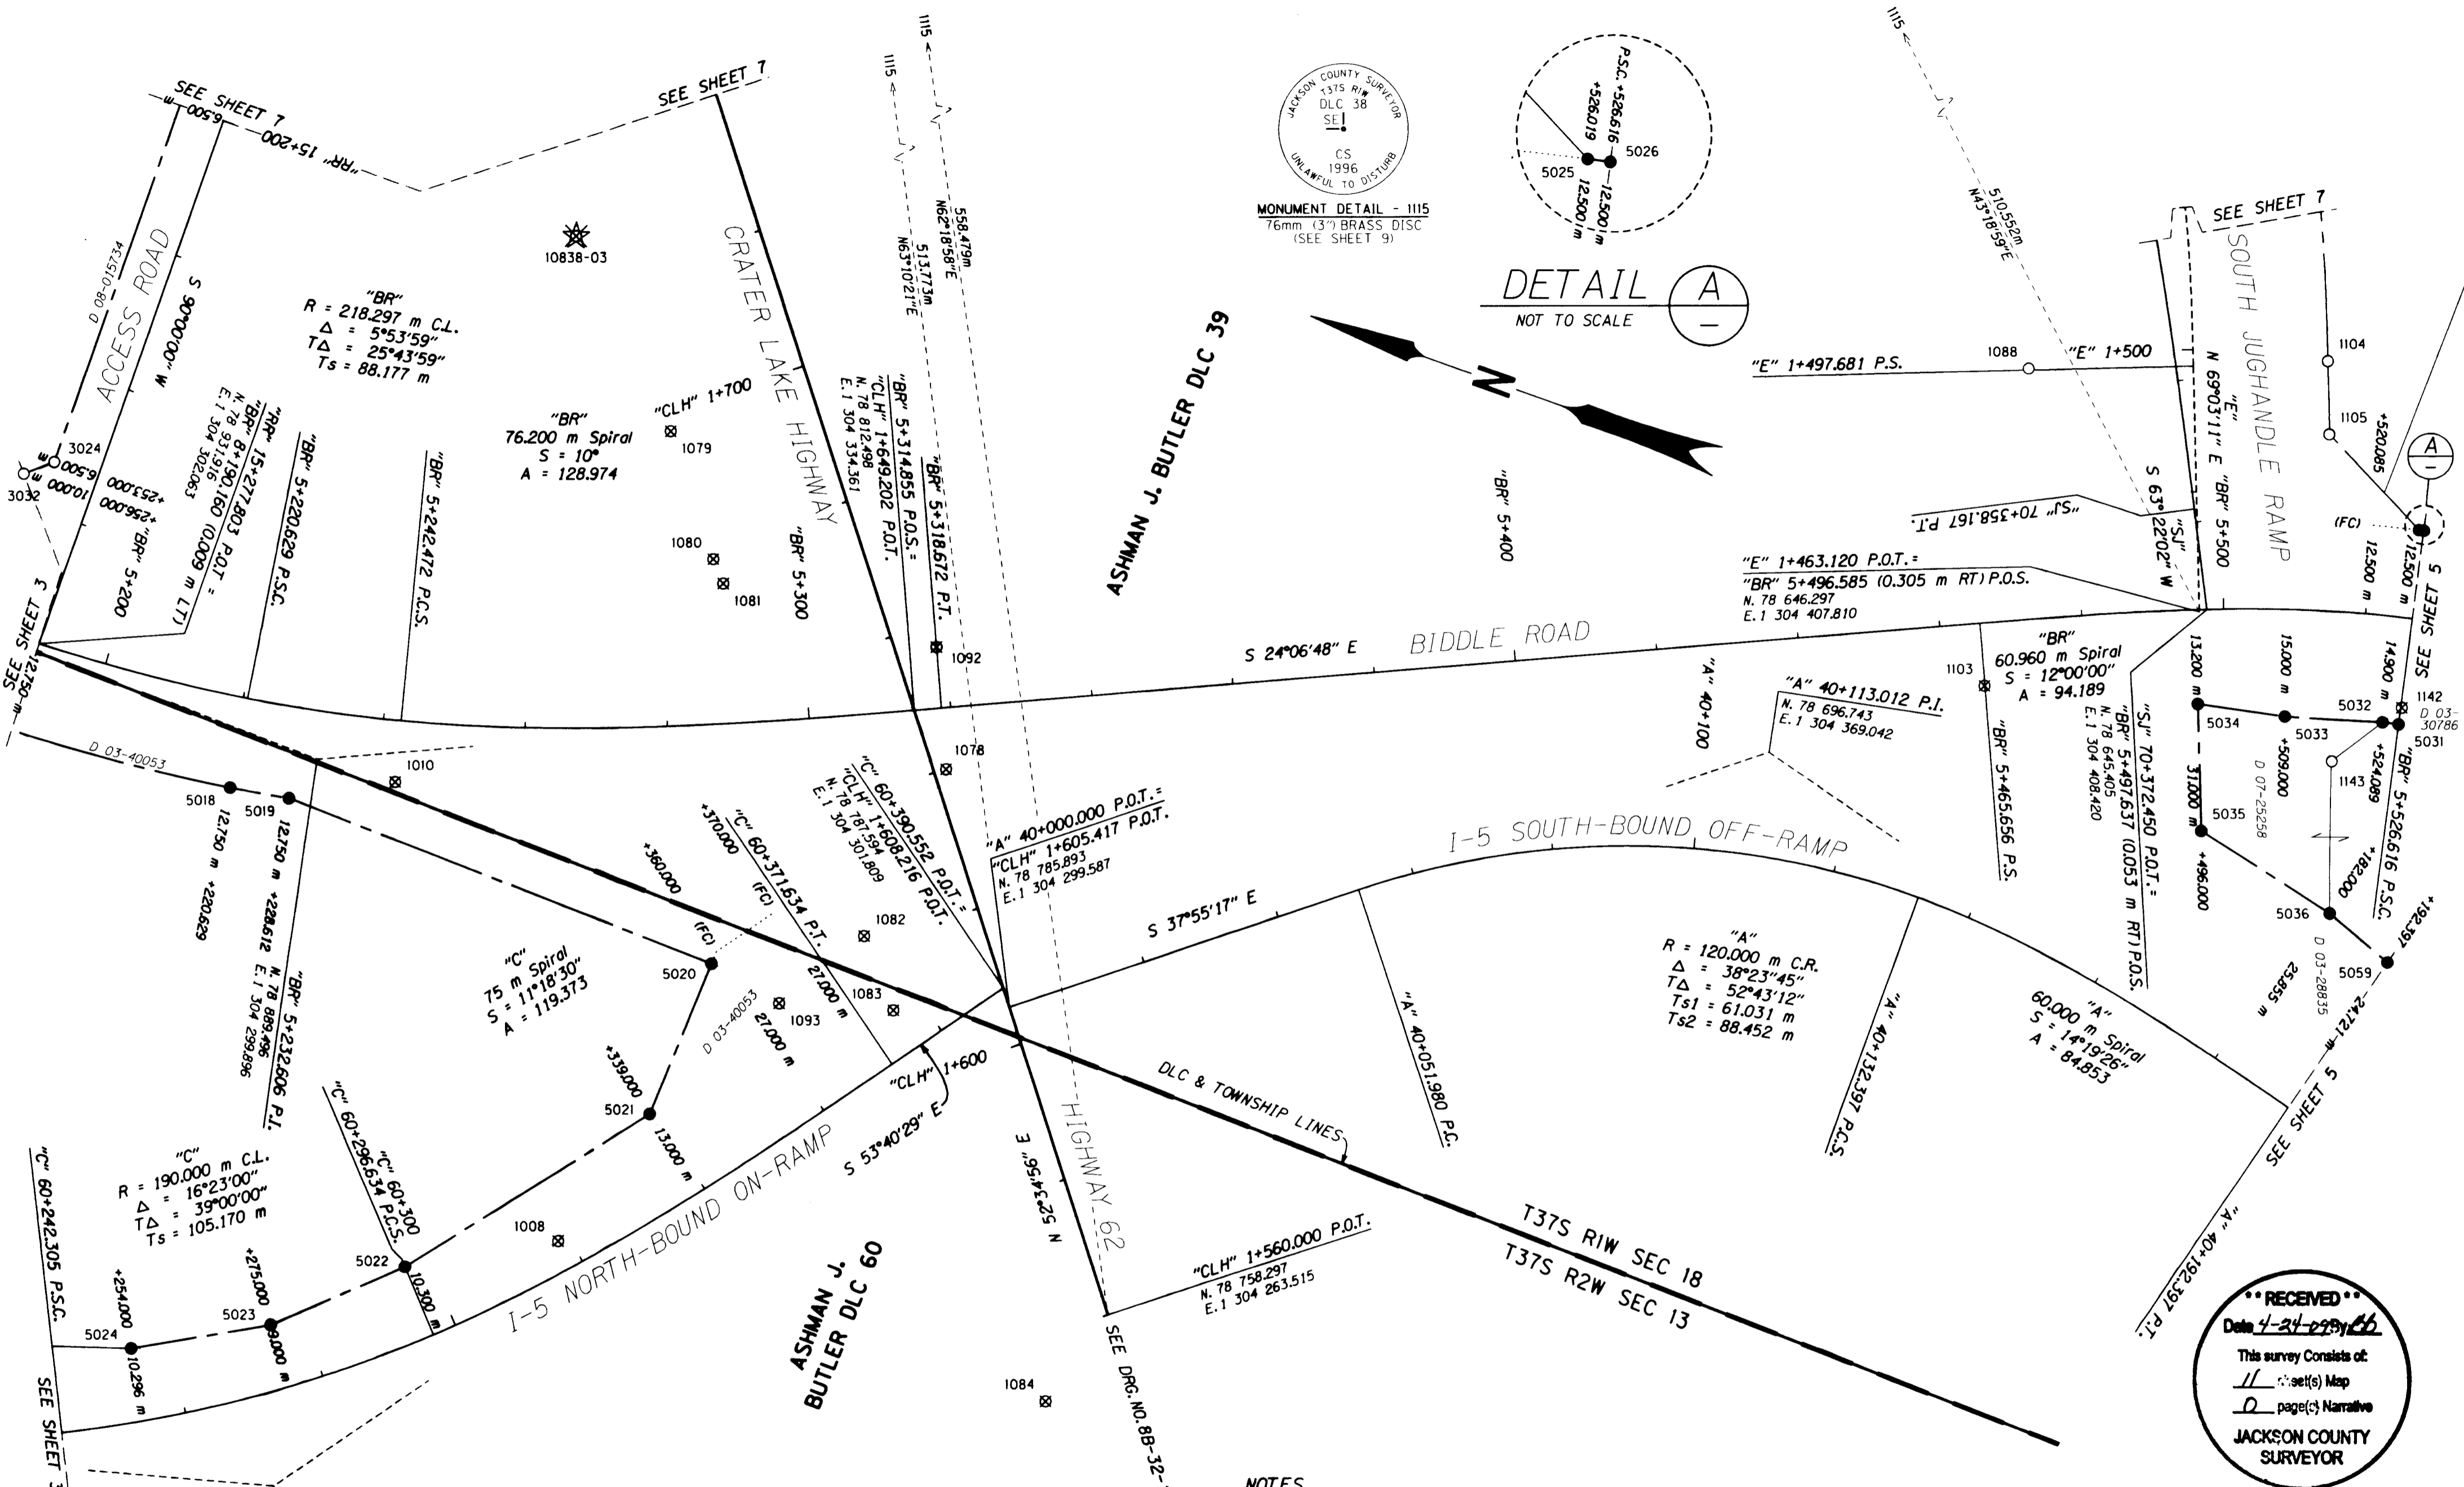 SEE SHEET 7
6.500 m
"RR" 15+200
SEE SHEET 7
D 08-015734
ACCESS ROAD
S 90°00'00" W
3024
6.500 m
3032
10.000 m
+253.000
+256.000
"BR" 5+200
"RR" 15+277.803 P.O.T =
"BR" 8+190.160 (0.009 m LT)
N. 78 931.916
E. 1 304 302.063
"BR" 5+220.629 P.S.C.
"BR" 5+242.472 P.C.S.
SEE SHEET 3
12.750 m
"BR"
R = 218.297 m C.L.
Δ = 5°53'59"
TΔ = 25°43'59"
Ts = 88.177 m
10838-03
"BR"
76.200 m Spiral
S = 10°
A = 128.974
"CLH" 1+700
1079
1080
1081
"BR" 5+300
CRATER LAKE HIGHWAY
1115
1115
513.773m
N63°10'21"E
558.479m
N62°18'58"E
"BR" 5+314.855 P.O.S. =
"CLH" 1+649.202 P.O.T.
N. 78 812.498
E. 1 304 334.361
"BR" 5+318.672 P.T.
1092
JACKSON COUNTY SURVEYOR
T37S R1W
DLC 38
SE
CS
1996
UNLAWFUL TO DISTURB
MONUMENT DETAIL - 1115
76mm (3") BRASS DISC
(SEE SHEET 9)
P.S.C. +526.616
+526.019
5026
5025
12.500 m
12.500 m
DETAIL A
NOT TO SCALE
N
ASHMAN J. BUTLER DLC 39
"BR" 5+400
1115
510.552m
N43°18'59"E
SEE SHEET 7
SOUTH JUGHANDLE RAMP
"E" 1+497.681 P.S.
1088
"E" 1+500
N 69°03'11" E
"E"
"BR" 5+500
S 63°22'02" W
"SJ"
"SJ" 70+358.167 P.T.
1104
1105
+520.085
A
(FC)
12.500 m
12.500 m
SEE SHEET 5
"E" 1+463.120 P.O.T. =
"BR" 5+496.585 (0.305 m RT) P.O.S.
N. 78 646.297
E. 1 304 407.810
S 24°06'48" E
BIDDLE ROAD
1103
"BR"
60.960 m Spiral
S = 12°00'00"
A = 94.189
"BR" 5+465.656 P.S.
"SJ" 70+372.450 P.O.T. =
"BR" 5+497.637 (0.053 m RT) P.O.S.
N. 78 645.405
E. 1 304 408.420
13.200 m
15.000 m
14.900 m
5034
5033
5032
5031
1142
D 03-
30786
"BR" 5+526.616 P.S.C.
+524.089
+509.000
1143
D 07-25258
31.000 m
5035
+496.000
+182.000
5036
+192.397
5059
D 03-28835
25.855 m
24.721 m
SEE SHEET 5
"A" 40+192.397 P.T.
"A" 40+100
"A" 40+113.012 P.I.
N. 78 696.743
E. 1 304 369.042
I-5 SOUTH-BOUND OFF-RAMP
S 37°55'17" E
"A" 40+051.980 P.C.
"A"
R = 120.000 m C.R.
Δ = 38°23"45"
TΔ = 52°43'12"
Ts1 = 61.031 m
Ts2 = 88.452 m
"A" 40+132.397 P.C.S.
"A"
60.000 m Spiral
S = 14°19'26"
A = 84.853
D 03-40053
5018
5019
1010
12.750 m +220.629
12.750 m +228.612
"BR" 5+232.606 P.I.
N. 78 889.496
E. 1 304 299.896
1078
"C" 60+390.552 P.O.T. =
"CLH" 1+608.216 P.O.T.
N. 78 787.594
E. 1 304 301.809
"A" 40+000.000 P.O.T. =
"CLH" 1+605.417 P.O.T.
N. 78 785.893
E. 1 304 299.587
"C" 60+371.634 P.T.
+370.000
+360.000
(FC)
(FC)
5020
1082
1083
1093
27.000 m
27.000 m
D 03-40053
"C"
75 m Spiral
S = 11°18'30"
A = 119.373
+339.000
5021
13.000 m
"CLH" 1+600
S 53°40'29" E
I-5 NORTH-BOUND ON-RAMP
N 52°34'56" E
HIGHWAY 62
DLC & TOWNSHIP LINES
T37S R1W SEC 18
T37S R2W SEC 13
"C" 60+300
"C" 60+296.634 P.C.S.
5022
10.300 m
1008
"C"
R = 190.000 m C.L.
Δ = 16°23'00"
TΔ = 39°00'00"
Ts = 105.170 m
"C" 60+242.305 P.S.C.
+254.000
+275.000
5024
5023
10.296 m
9.000 m
SEE SHEET 3
ASHMAN J.
BUTLER DLC 60
"CLH" 1+560.000 P.O.T.
N. 78 758.297
E. 1 304 263.515
1084
SEE DRG.NO.8B-32-
NOTES
**RECEIVED**
Date 4-24-09 By
This survey Consists of:
11 sheet(s) Map
0 page(s) Narrative
JACKSON COUNTY
SURVEYOR